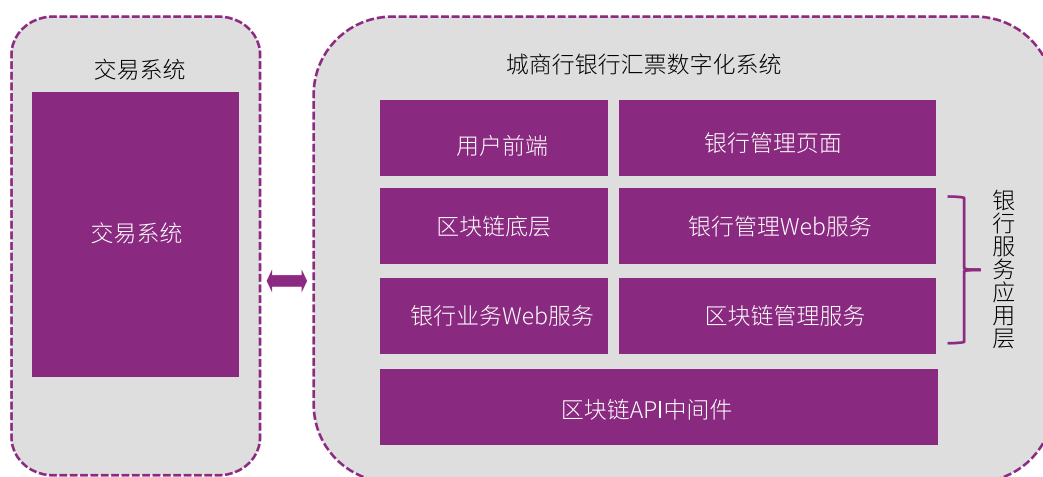 交易系统
交易系统
城商行银行汇票数字化系统
用户前端
银行管理页面
区块链底层
银行管理Web服务
银行业务Web服务
区块链管理服务
区块链API中间件
银行服务应用层